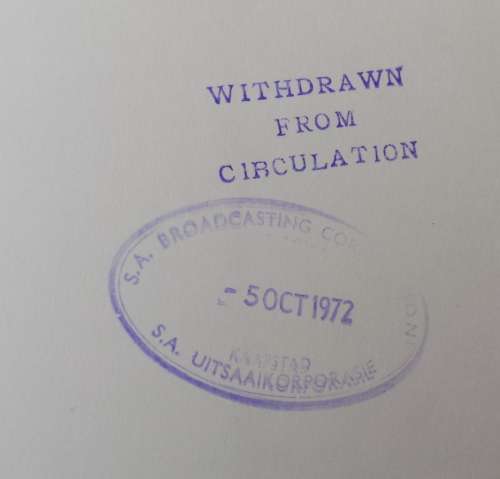 WITHDRAWN
FROM
CIRCULATION
S.A. BROADCASTING
- 5 OCT 1972
KAAPSTAD
S.A. UITSAAIKORPORASIE